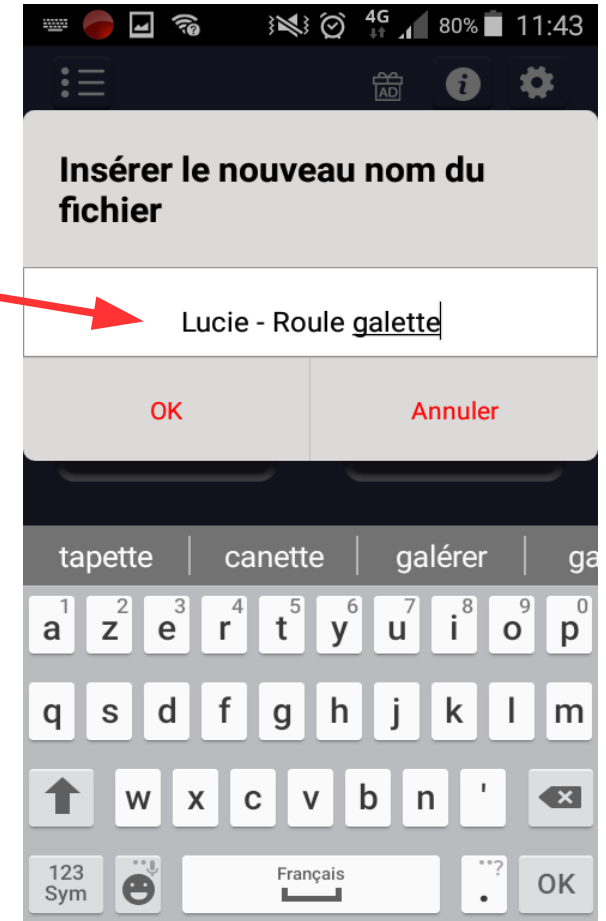 4G 80% 11:43
AD i
Insérer le nouveau nom du
fichier
Lucie - Roule galette
OK Annuler
tapette canette galérer ga
1 2 3 4 5 6 7 8 9 0
a z e r t y u i o p
q s d f g h j k l m
w x c v b n '
123 Français ...?
Sym . OK